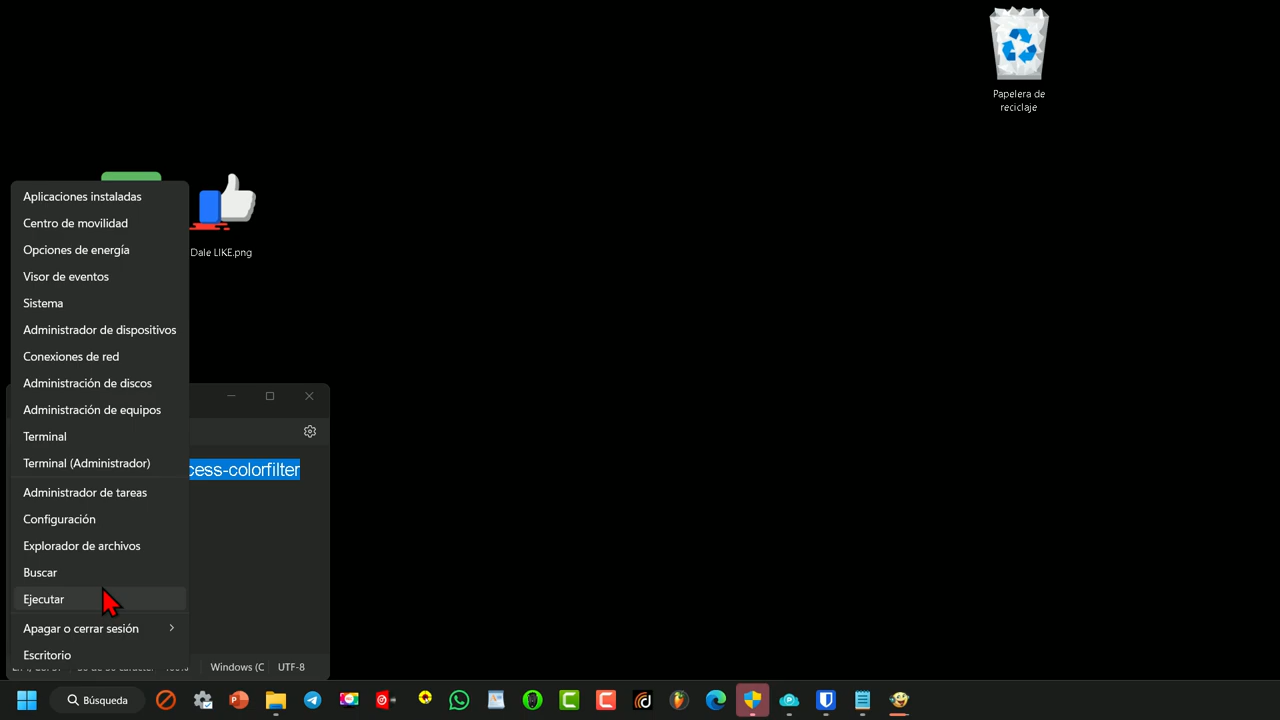 Papelera de
reciclaje
Dale LIKE.png
Aplicaciones instaladas
Centro de movilidad
Opciones de energía
Visor de eventos
Sistema
Administrador de dispositivos
Conexiones de red
Administración de discos
Administración de equipos
Terminal
Terminal (Administrador)
Administrador de tareas
Configuración
Explorador de archivos
Buscar
Ejecutar
Apagar o cerrar sesión
Escritorio
cess-colorfilter
Windows (C
UTF-8
Búsqueda